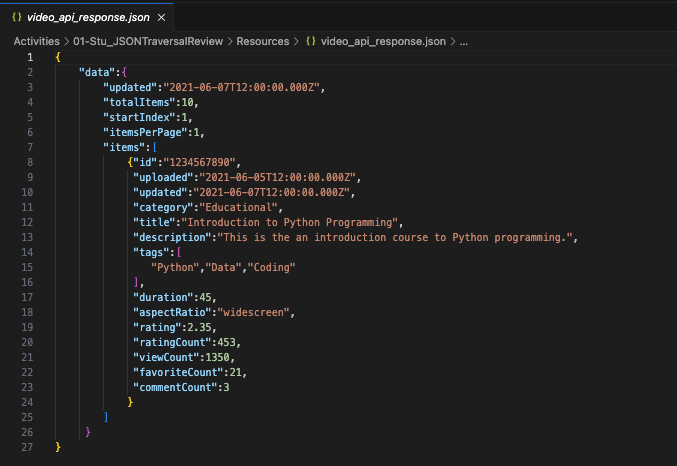 {} video_api_response.json ×
Activities > 01-Stu_JSONTraversalReview > Resources > {} video_api_response.json > ...
1 {
2 "data":{
3 "updated":"2021-06-07T12:00:00.000Z",
4 "totalItems":10,
5 "startIndex":1,
6 "itemsPerPage":1,
7 "items":[
8 {"id":"1234567890",
9 "uploaded":"2021-06-05T12:00:00.000Z",
10 "updated":"2021-06-07T12:00:00.000Z",
11 "category":"Educational",
12 "title":"Introduction to Python Programming",
13 "description":"This is the an introduction course to Python programming.",
14 "tags":[
15 "Python","Data","Coding"
16 ],
17 "duration":45,
18 "aspectRatio":"widescreen",
19 "rating":2.35,
20 "ratingCount":453,
21 "viewCount":1350,
22 "favoriteCount":21,
23 "commentCount":3
24 }
25 ]
26 }
27 }